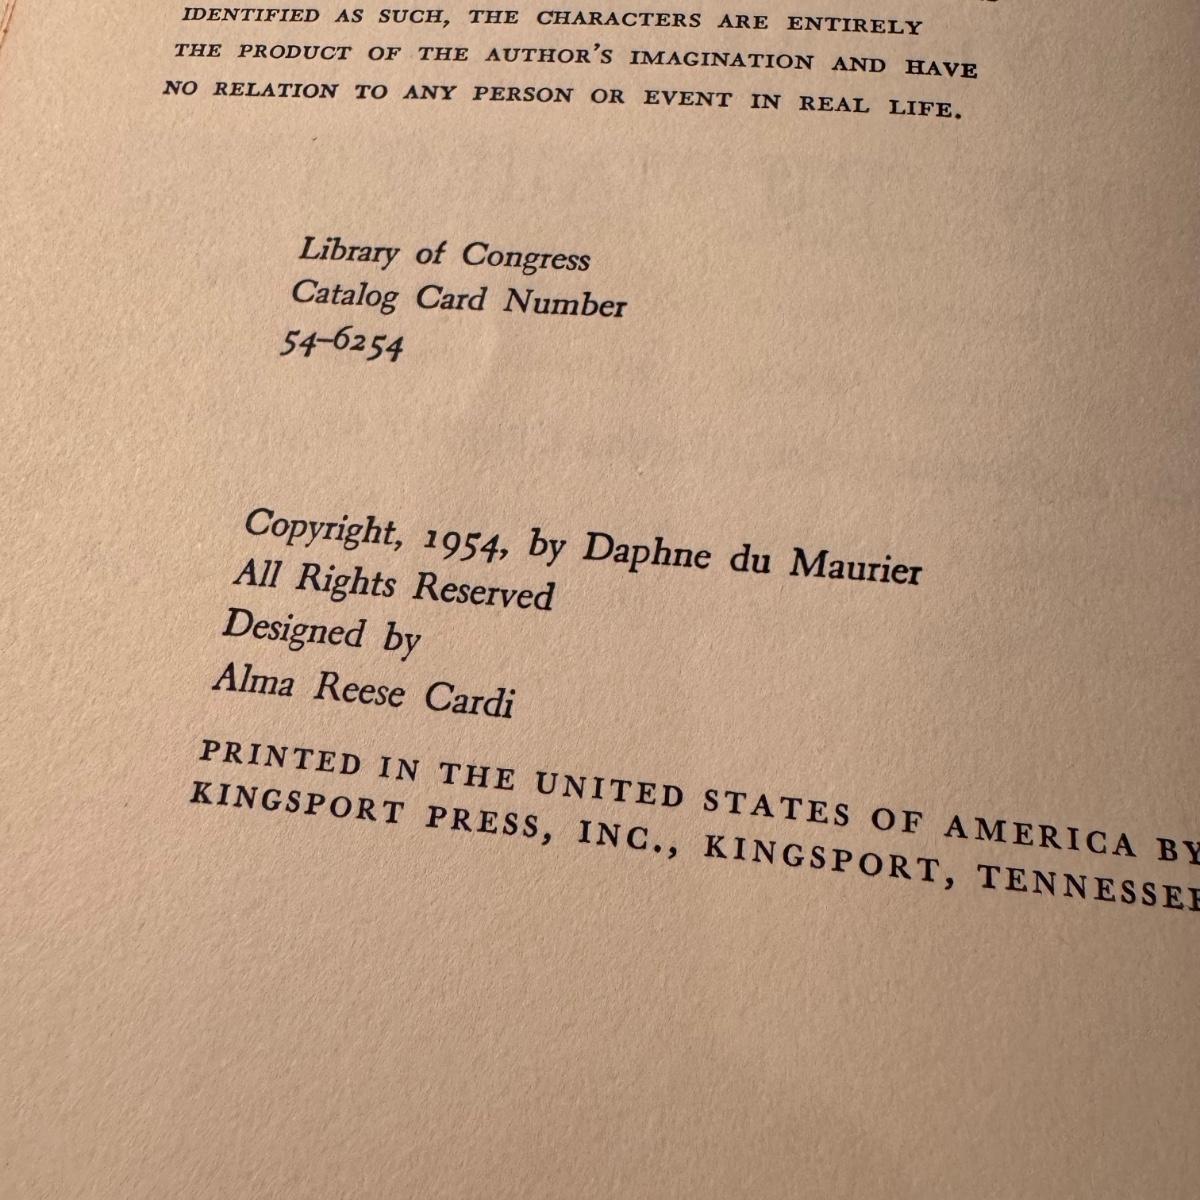 IDENTIFIED AS SUCH, THE CHARACTERS ARE ENTIRELY
THE PRODUCT OF THE AUTHOR'S IMAGINATION AND HAVE
NO RELATION TO ANY PERSON OR EVENT IN REAL LIFE.
Library of Congress
Catalog Card Number
54-6254
Copyright, 1954, by Daphne du Maurier
All Rights Reserved
Designed by
Alma Reese Cardi
PRINTED IN THE UNITED STATES OF AMERICA BY
KINGSPORT PRESS, INC., KINGSPORT, TENNESSEE